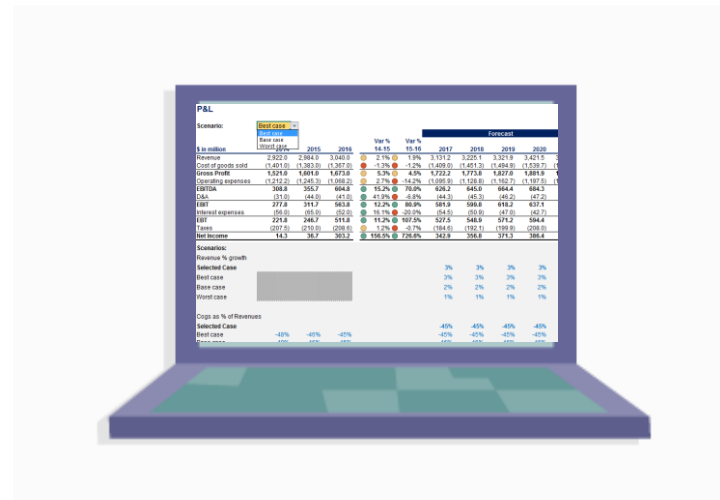 P&L
Scenario: Best case
Best case
Base case
Worst case
Forecast
Var % Var %
$ in million 2014 2015 2016 14-15 15-16 2017 2018 2019 2020
Revenue 2,922.0 2,984.0 3,040.0 2.1% 1.9% 3,131.2 3,225.1 3,321.9 3,421.5
Cost of goods sold (1,401.0) (1,383.0) (1,367.0) -1.3% -1.2% (1,409.0) (1,451.3) (1,494.9) (1,539.7)
Gross Profit 1,521.0 1,601.0 1,673.0 5.3% 4.5% 1,722.2 1,773.8 1,827.0 1,881.9
Operating expenses (1,212.2) (1,245.3) (1,068.2) 2.7% -14.2% (1,095.9) (1,128.8) (1,162.7) (1,197.5)
EBITDA 308.8 355.7 604.8 15.2% 70.0% 626.2 645.0 664.4 684.3
D&A (31.0) (44.0) (41.0) 41.9% -6.8% (44.3) (45.3) (46.2) (47.2)
EBIT 277.8 311.7 563.8 12.2% 80.9% 581.9 599.8 618.2 637.1
Interest expenses (56.0) (65.0) (52.0) 16.1% -20.0% (54.5) (50.9) (47.0) (42.7)
EBT 221.8 246.7 511.8 11.2% 107.5% 527.5 548.9 571.2 594.4
Taxes (207.5) (210.0) (208.6) 1.2% -0.7% (184.6) (192.1) (199.9) (208.0)
Net Income 14.3 36.7 303.2 156.5% 726.6% 342.9 356.8 371.3 386.4
Scenarios:
Revenue % growth
Selected Case 3% 3% 3% 3%
Best case 3% 3% 3% 3%
Base case 2% 2% 2% 2%
Worst case 1% 1% 1% 1%
Cogs as % of Revenues
Selected Case -45% -45% -45% -45%
Best case -48% -46% -45% -45% -45% -45% -45%